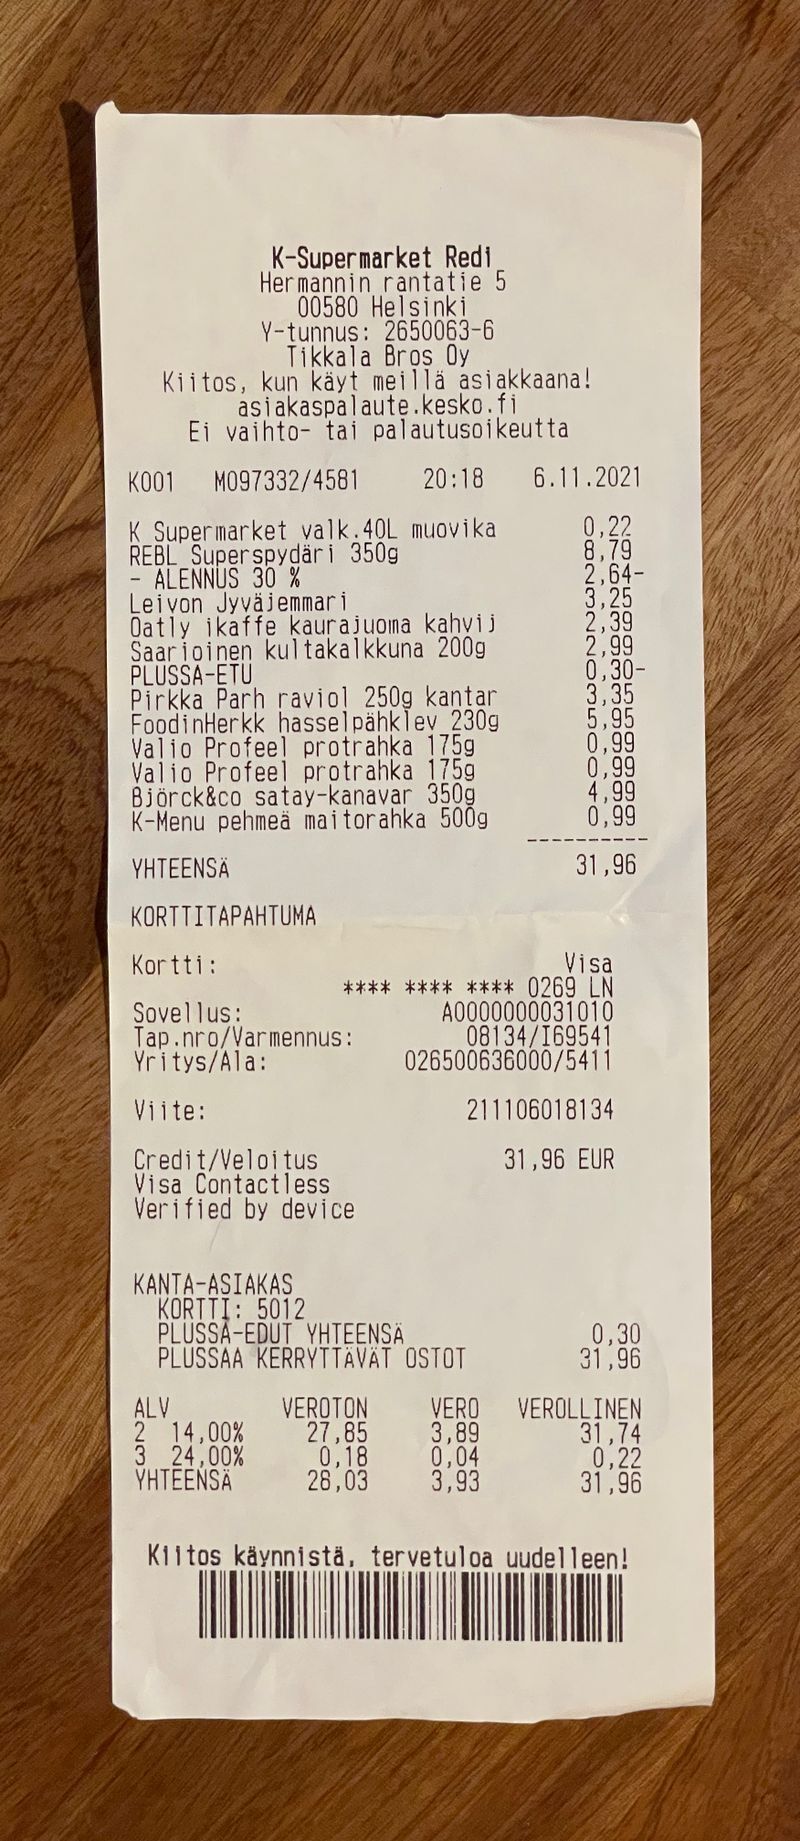 K-Supermarket Redi
Hermannin rantatie 5
00580 Helsinki
Y-tunnus: 2650063-6
Tikkala Bros Oy
Kiitos, kun käyt meillä asiakkaana!
asiakaspalaute.kesko.fi
Ei vaihto- tai palautusoikeutta
K001 M097332/4581 20:18 6.11.2021
K Supermarket valk.40L muovika 0,22
REBL Superspydäri 350g 8,79
- ALENNUS 30 % 2,64-
Leivon Jyväjemmari 3,25
Oatly ikaffe kaurajuoma kahvij 2,39
Saarioinen kultakalkkuna 200g 2,99
PLUSSA-ETU 0,30-
Pirkka Parh raviol 250g kantar 3,35
FoodinHerkk hasselpähklev 230g 5,95
Valio Profeel protrahka 175g 0,99
Valio Profeel protrahka 175g 0,99
Björck&co satay-kanavar 350g 4,99
K-Menu pehmeä maitorahka 500g 0,99
----------
YHTEENSÄ 31,96
KORTTITAPAHTUMA
Kortti: Visa
**** **** **** 0269 LN
Sovellus: A0000000031010
Tap.nro/Varmennus: 08134/I69541
Yritys/Ala: 026500636000/5411
Viite: 211106018134
Credit/Veloitus 31,96 EUR
Visa Contactless
Verified by device
KANTA-ASIAKAS
KORTTI: 5012
PLUSSA-EDUT YHTEENSÄ 0,30
PLUSSAA KERRYTTÄVÄT OSTOT 31,96
ALV VEROTON VERO VEROLLINEN
2 14,00% 27,85 3,89 31,74
3 24,00% 0,18 0,04 0,22
YHTEENSÄ 28,03 3,93 31,96
Kiitos käynnistä, tervetuloa uudelleen!